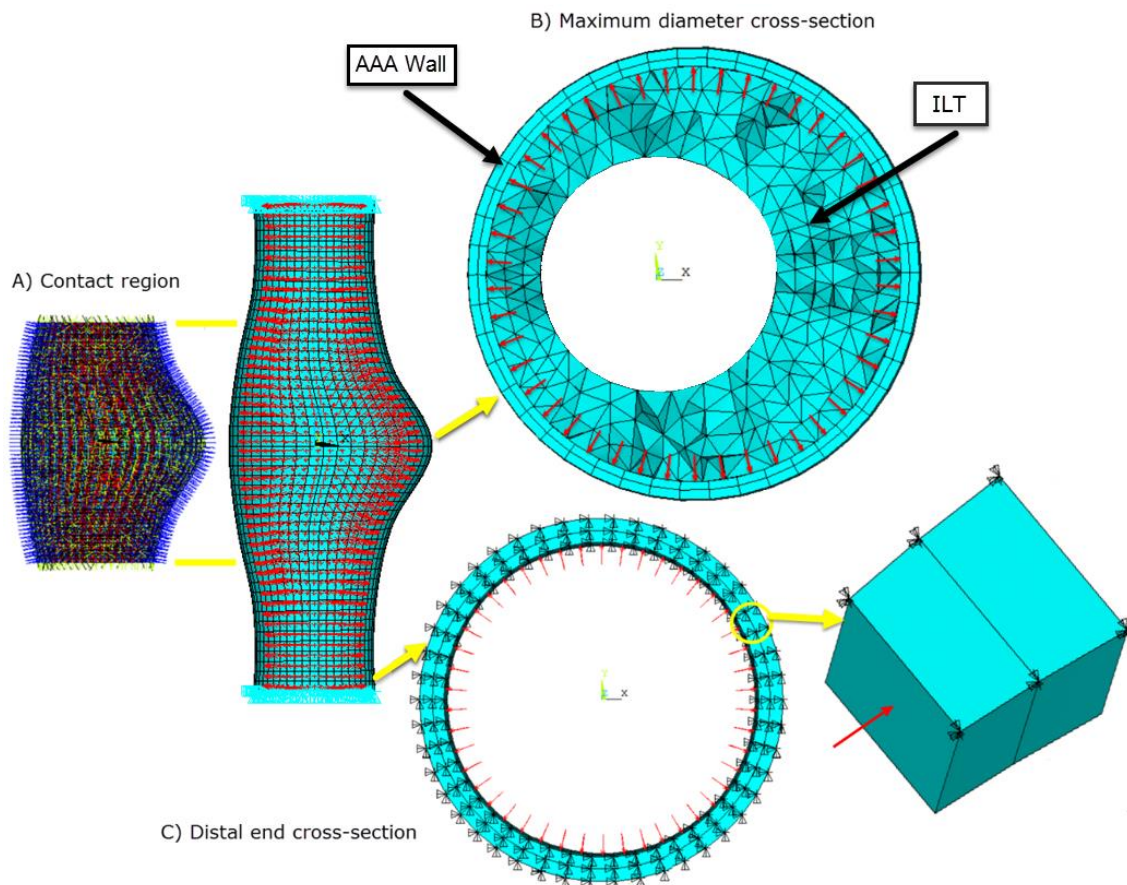 B) Maximum diameter cross-section
AAA Wall
ILT
A) Contact region
Y
Z
X
X
Y
X
C) Distal end cross-section